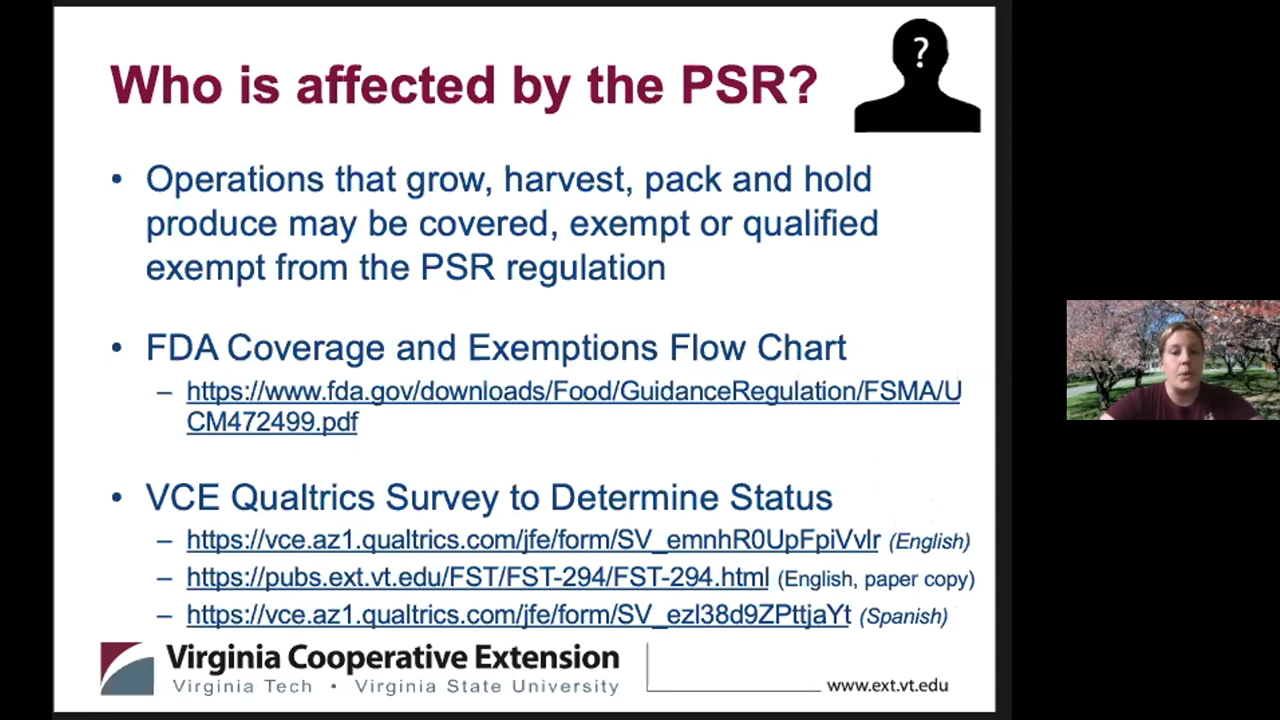 Who is affected by the PSR?
?
• Operations that grow, harvest, pack and hold
produce may be covered, exempt or qualified
exempt from the PSR regulation
• FDA Coverage and Exemptions Flow Chart
– https://www.fda.gov/downloads/Food/GuidanceRegulation/FSMA/U
CM472499.pdf
• VCE Qualtrics Survey to Determine Status
– https://vce.az1.qualtrics.com/jfe/form/SV_emnhR0UpFpiVvlr (English)
– https://pubs.ext.vt.edu/FST/FST-294/FST-294.html (English, paper copy)
– https://vce.az1.qualtrics.com/jfe/form/SV_ezl38d9ZPttjaYt (Spanish)
Virginia Cooperative Extension
Virginia Tech • Virginia State University
www.ext.vt.edu